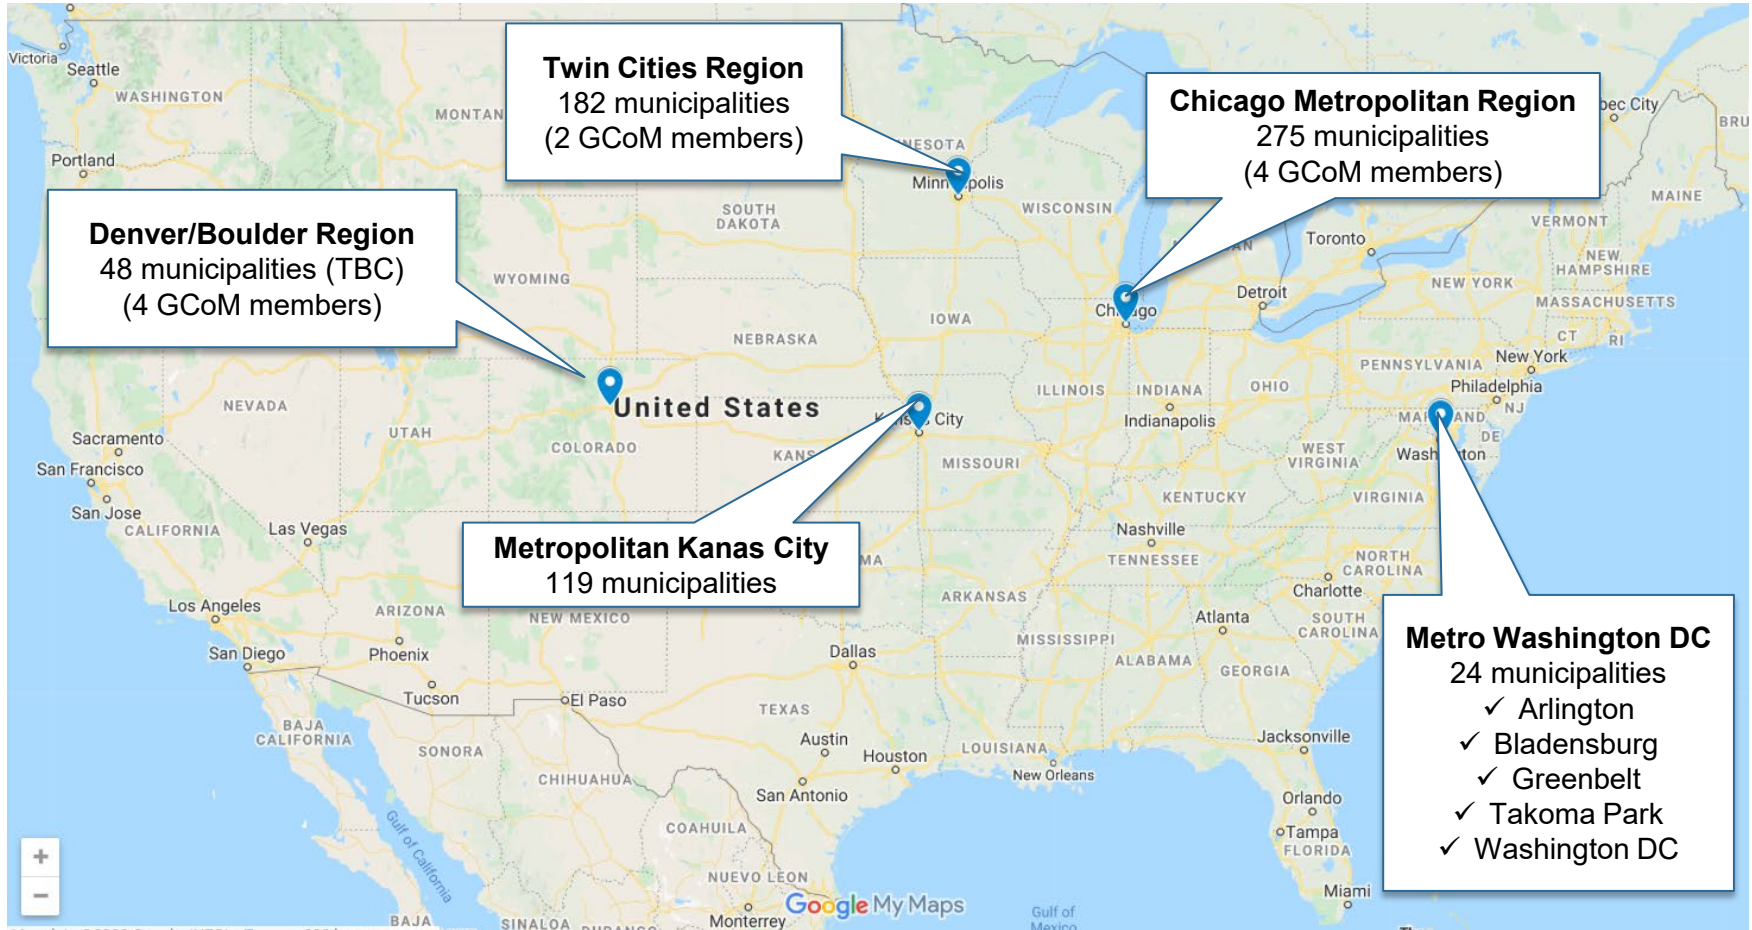 Twin Cities Region
182 municipalities
(2 GCoM members)
Chicago Metropolitan Region
275 municipalities
(4 GCoM members)
Denver/Boulder Region
48 municipalities (TBC)
(4 GCoM members)
Metropolitan Kanas City
119 municipalities
Metro Washington DC
24 municipalities
✓ Arlington
✓ Bladensburg
✓ Greenbelt
✓ Takoma Park
✓ Washington DC
Victoria
Seattle
WASHINGTON
Portland
WYOMING
SOUTH
DAKOTA
WISCONSIN
Toronto
Detroit
MAINE
VERMONT
NEW
HAMPSHIRE
NEW YORK
MASSACHUSETTS
CT
RI
IOWA
NEBRASKA
PENNSYLVANIA
New York
Philadelphia
NJ
DE
ILLINOIS
INDIANA
OHIO
Indianapolis
United States
NEVADA
UTAH
COLORADO
MISSOURI
WEST
VIRGINIA
VIRGINIA
KENTUCKY
Sacramento
San Francisco
San Jose
CALIFORNIA
Las Vegas
Nashville
TENNESSEE
NORTH
CAROLINA
Charlotte
SOUTH
CAROLINA
Los Angeles
ARIZONA
NEW MEXICO
ARKANSAS
Atlanta
MISSISSIPPI
ALABAMA
GEORGIA
San Diego
Phoenix
Tucson
El Paso
Dallas
TEXAS
BAJA
CALIFORNIA
SONORA
CHIHUAHUA
Austin
Houston
LOUISIANA
New Orleans
San Antonio
Jacksonville
Orlando
Tampa
FLORIDA
Miami
COAHUILA
Gulf of California
NUEVO LEON
Monterrey
BAJA
SINALOA
Google My Maps
Gulf of
Mexico
+
−